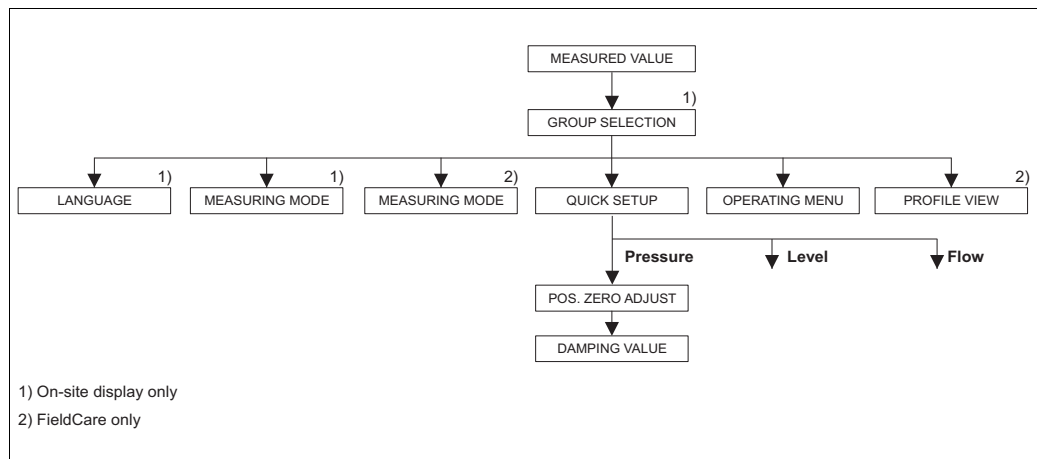 MEASURED VALUE
1)
GROUP SELECTION
1)
1)
2)
2)
LANGUAGE
MEASURING MODE
MEASURING MODE
QUICK SETUP
OPERATING MENU
PROFILE VIEW
Pressure
Level
Flow
POS. ZERO ADJUST
DAMPING VALUE
1) On-site display only
2) FieldCare only